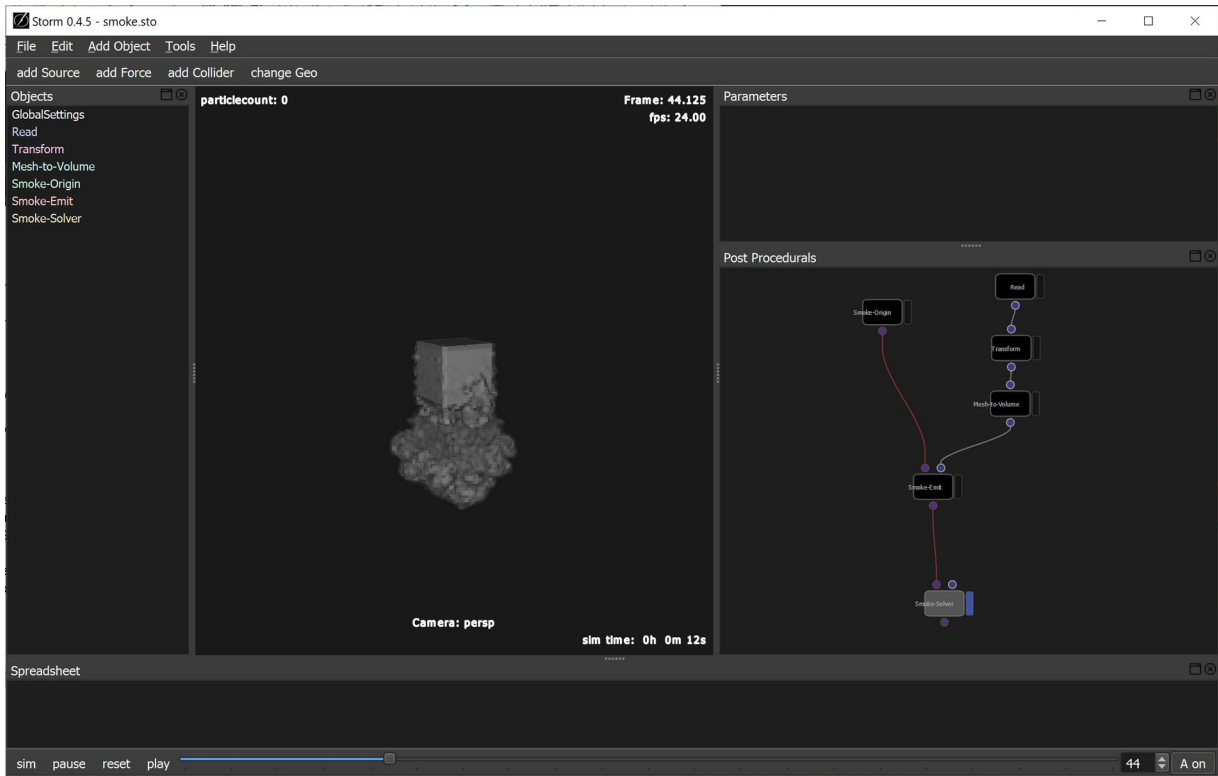 Storm 0.4.5 - smoke.sto
File Edit Add Object Tools Help
add Source add Force add Collider change Geo
Objects
GlobalSettings
Read
Transform
Mesh-to-Volume
Smoke-Origin
Smoke-Emit
Smoke-Solver
particlecount: 0
Frame: 44.125
fps: 24.00
Camera: persp
sim time: 0h 0m 12s
Parameters
Post Procedurals
Read
Smoke-Origin
Transform
Mesh-to-Volume
Smoke-Emit
Smoke-Solver
Spreadsheet
sim pause reset play
44 A on